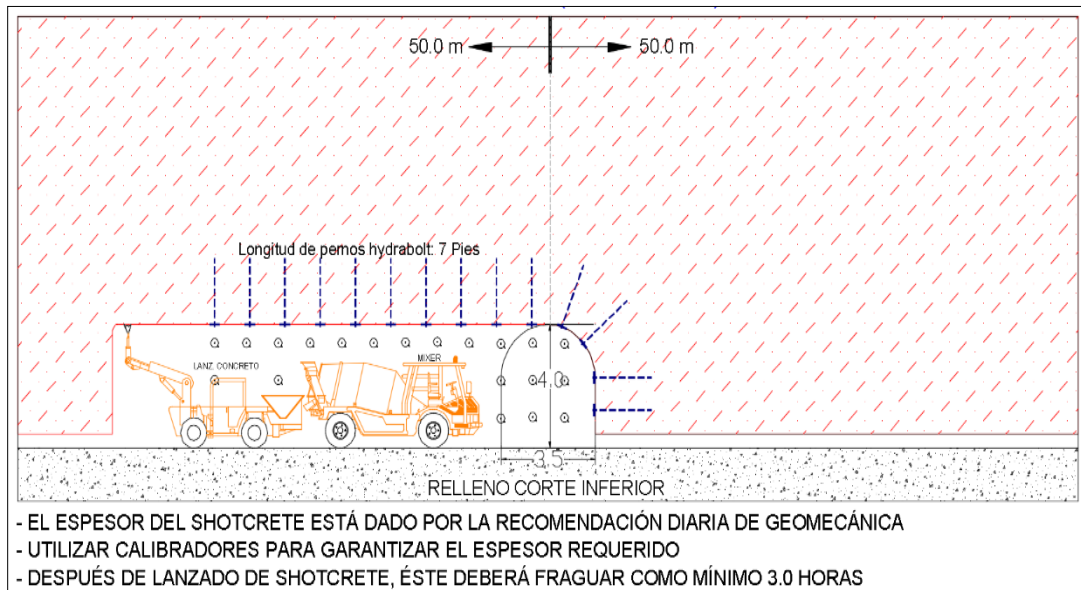 50.0 m 50.0 m
Longitud de pernos hydrabolt: 7 Pies
LANZ. CONCRETO
MIXER
4.0
3.5
RELLENO CORTE INFERIOR
- EL ESPESOR DEL SHOTCRETE ESTÁ DADO POR LA RECOMENDACIÓN DIARIA DE GEOMECÁNICA
- UTILIZAR CALIBRADORES PARA GARANTIZAR EL ESPESOR REQUERIDO
- DESPUÉS DE LANZADO DE SHOTCRETE, ÉSTE DEBERÁ FRAGUAR COMO MÍNIMO 3.0 HORAS